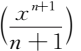 (x^{n+1}/(n + 1))